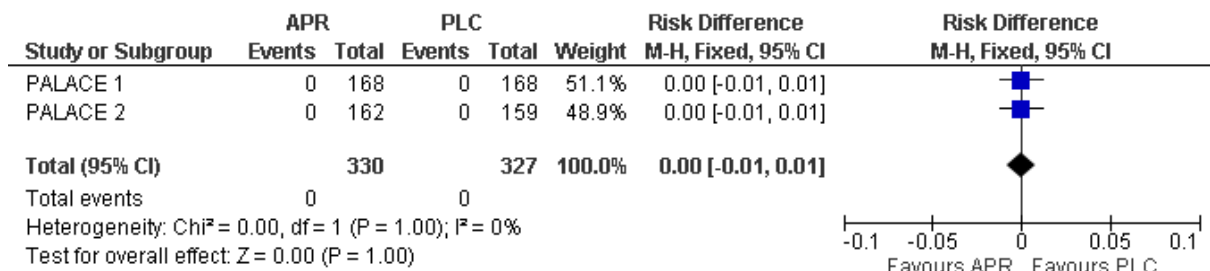 APR PLC Risk Difference Risk Difference
Study or Subgroup Events Total Events Total Weight M-H, Fixed, 95% CI M-H, Fixed, 95% CI
PALACE 1 0 168 0 168 51.1% 0.00 [-0.01, 0.01]
PALACE 2 0 162 0 159 48.9% 0.00 [-0.01, 0.01]
Total (95% CI) 330 327 100.0% 0.00 [-0.01, 0.01]
Total events 0 0
Heterogeneity: Chi² = 0.00, df = 1 (P = 1.00); I² = 0%
Test for overall effect: Z = 0.00 (P = 1.00)
-0.1 -0.05 0 0.05 0.1
Favours APR Favours PLC